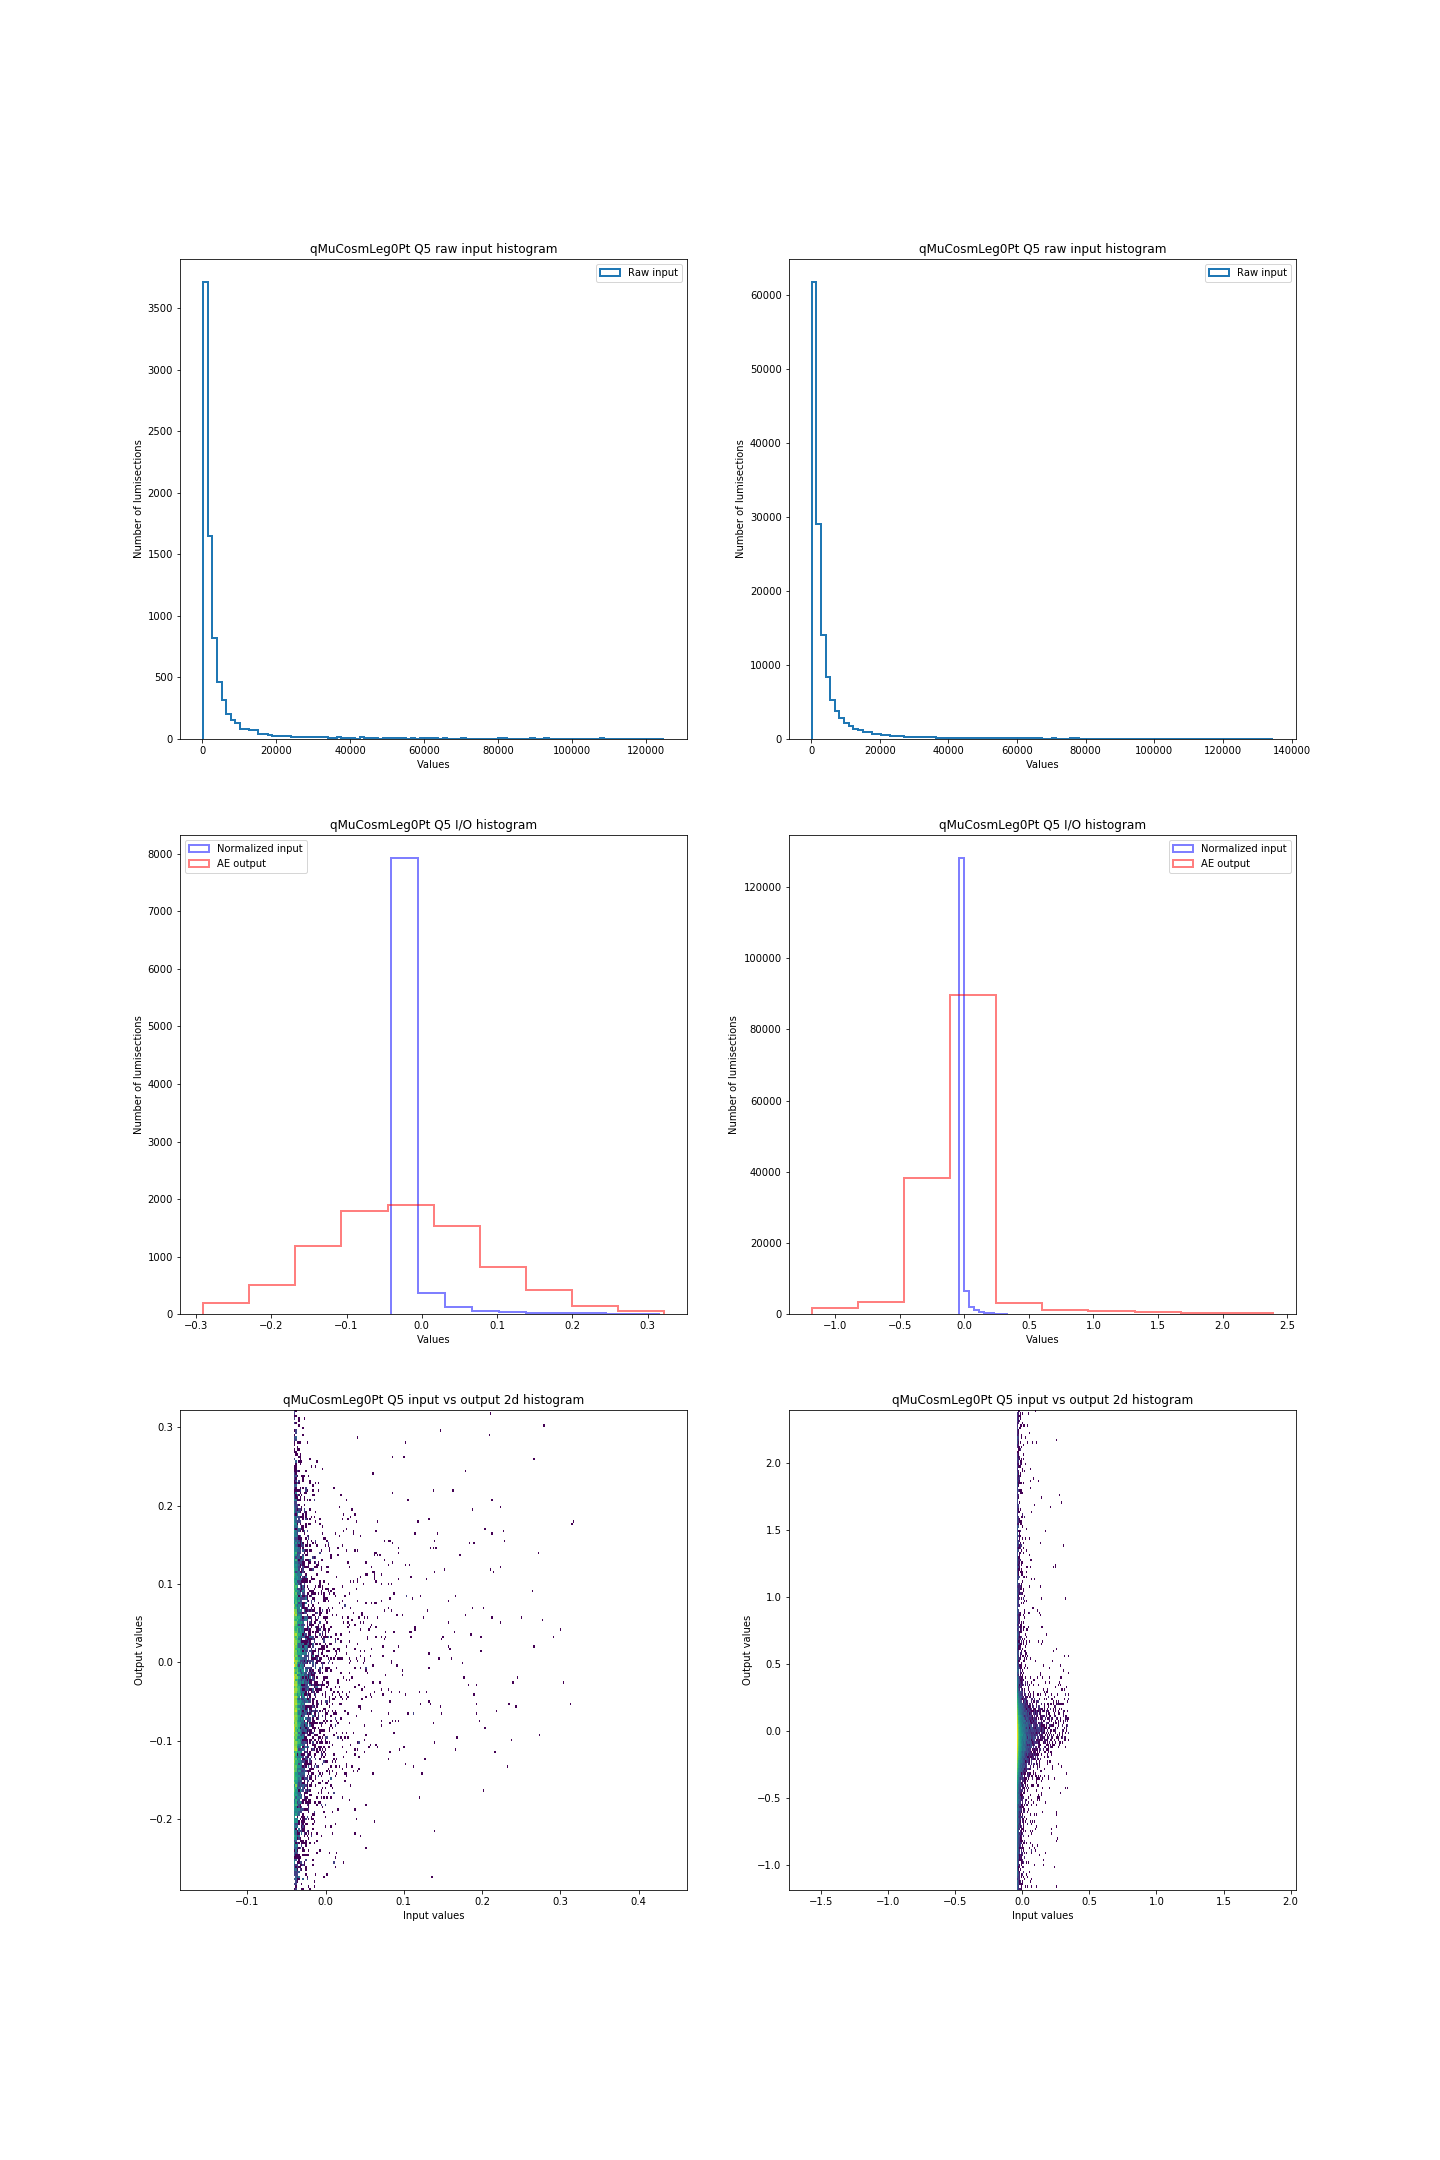 qMuCosmLeg0Pt Q5 raw input histogram
Raw input
3500
3000
2500
2000
1500
1000
500
0
Number of lumisections
0 20000 40000 60000 80000 100000 120000
Values
qMuCosmLeg0Pt Q5 raw input histogram
Raw input
60000
50000
40000
30000
20000
10000
0
Number of lumisections
0 20000 40000 60000 80000 100000 120000 140000
Values
qMuCosmLeg0Pt Q5 I/O histogram
Normalized input
AE output
8000
7000
6000
5000
4000
3000
2000
1000
0
Number of lumisections
−0.3 −0.2 −0.1 0.0 0.1 0.2 0.3
Values
qMuCosmLeg0Pt Q5 I/O histogram
Normalized input
AE output
120000
100000
80000
60000
40000
20000
0
Number of lumisections
−1.0 −0.5 0.0 0.5 1.0 1.5 2.0 2.5
Values
qMuCosmLeg0Pt Q5 input vs output 2d histogram
0.3
0.2
0.1
0.0
−0.1
−0.2
Output values
−0.1 0.0 0.1 0.2 0.3 0.4
Input values
qMuCosmLeg0Pt Q5 input vs output 2d histogram
2.0
1.5
1.0
0.5
0.0
−0.5
−1.0
Output values
−1.5 −1.0 −0.5 0.0 0.5 1.0 1.5 2.0
Input values